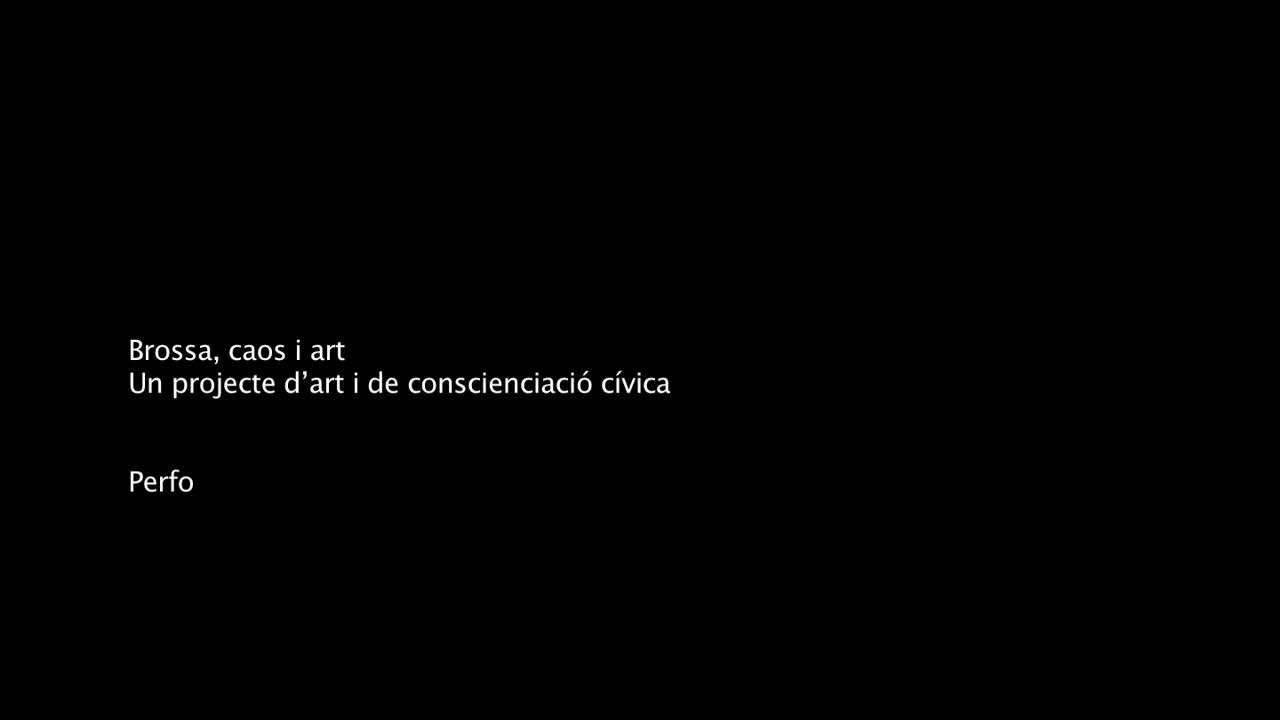 Brossa, caos i art
Un projecte d’art i de conscienciació cívica
Perfo